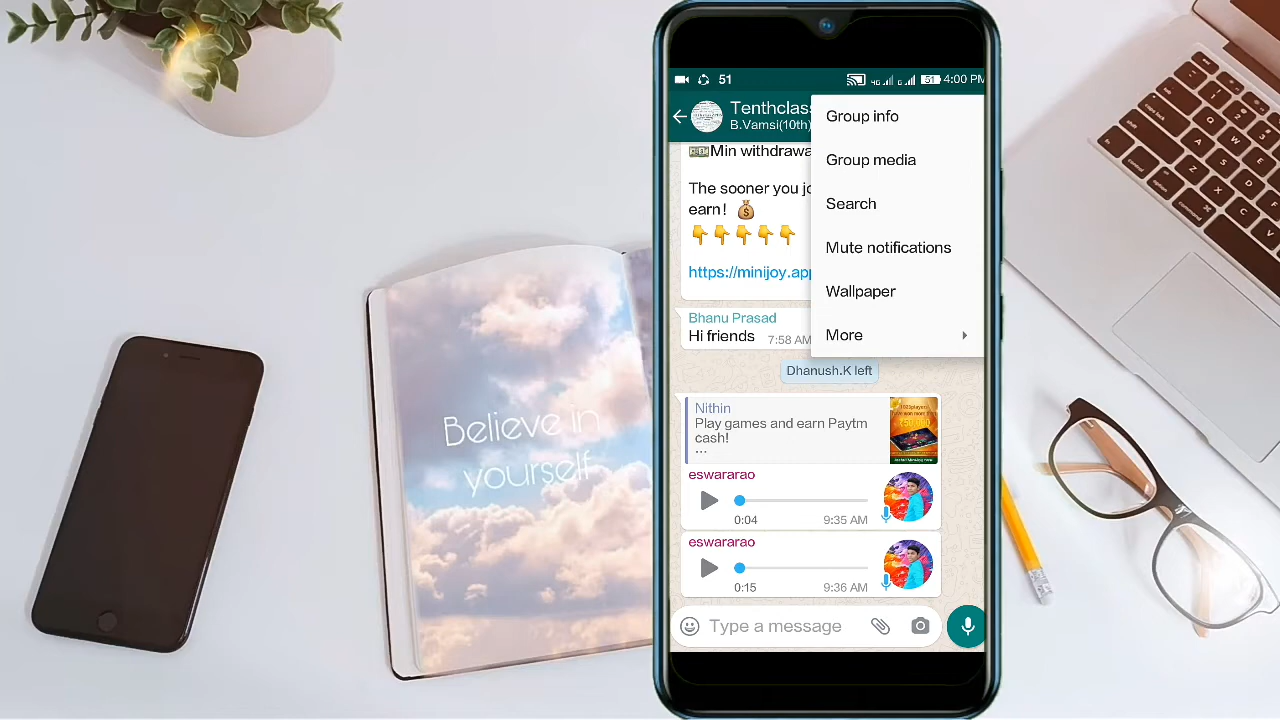 Believe in
yourself
51
51
4:00 PM
Tenthclass
B.Vamsi(10th)
Group info
Group media
Search
Mute notifications
Wallpaper
More
💵Min withdrawa
The sooner you jo
earn! 💰
👇👇👇👇👇
https://minijoy.app
Bhanu Prasad
Hi friends
7:58 AM
Dhanush.K left
Nithin
Play games and earn Paytm
cash!
...
eswararao
0:04
9:35 AM
eswararao
0:15
9:36 AM
Type a message